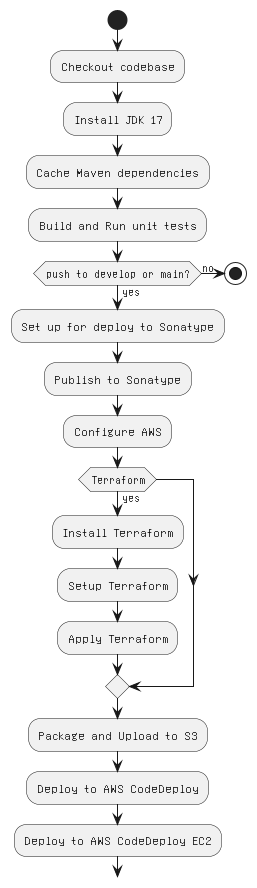 Checkout codebase
Install JDK 17
Cache Maven dependencies
Build and Run unit tests
push to develop or main?
no
yes
Set up for deploy to Sonatype
Publish to Sonatype
Configure AWS
Terraform
yes
Install Terraform
Setup Terraform
Apply Terraform
Package and Upload to S3
Deploy to AWS CodeDeploy
Deploy to AWS CodeDeploy EC2